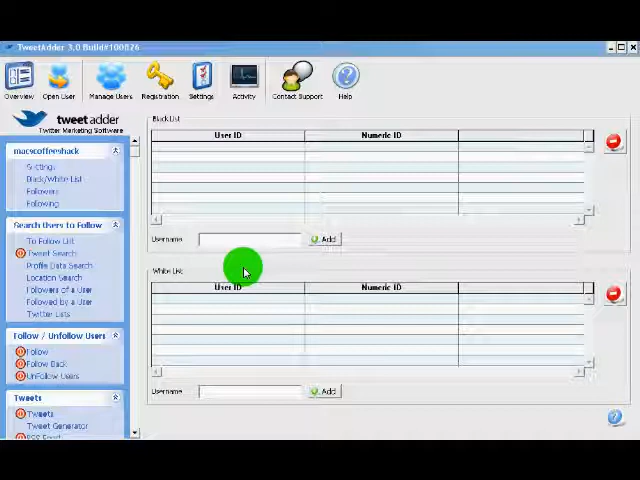 TweetAdder 3.0 Build#100826
Overview
Open User
Manage Users
Registration
Settings
Activity
Contact Support
Help
tweetadder
Twitter Marketing Software
macscoffeeshack
Settings
Black/White List
Followers
Following
Search Users to Follow
To Follow List
Tweet Search
Profile Data Search
Location Search
Followers of a User
Followed by a User
Twitter Lists
Follow / Unfollow Users
Follow
Follow Back
UnFollow Users
Tweets
Tweets
Tweet Generator
Black List
User ID Numeric ID
Username Add
White List
User ID Numeric ID
Username Add